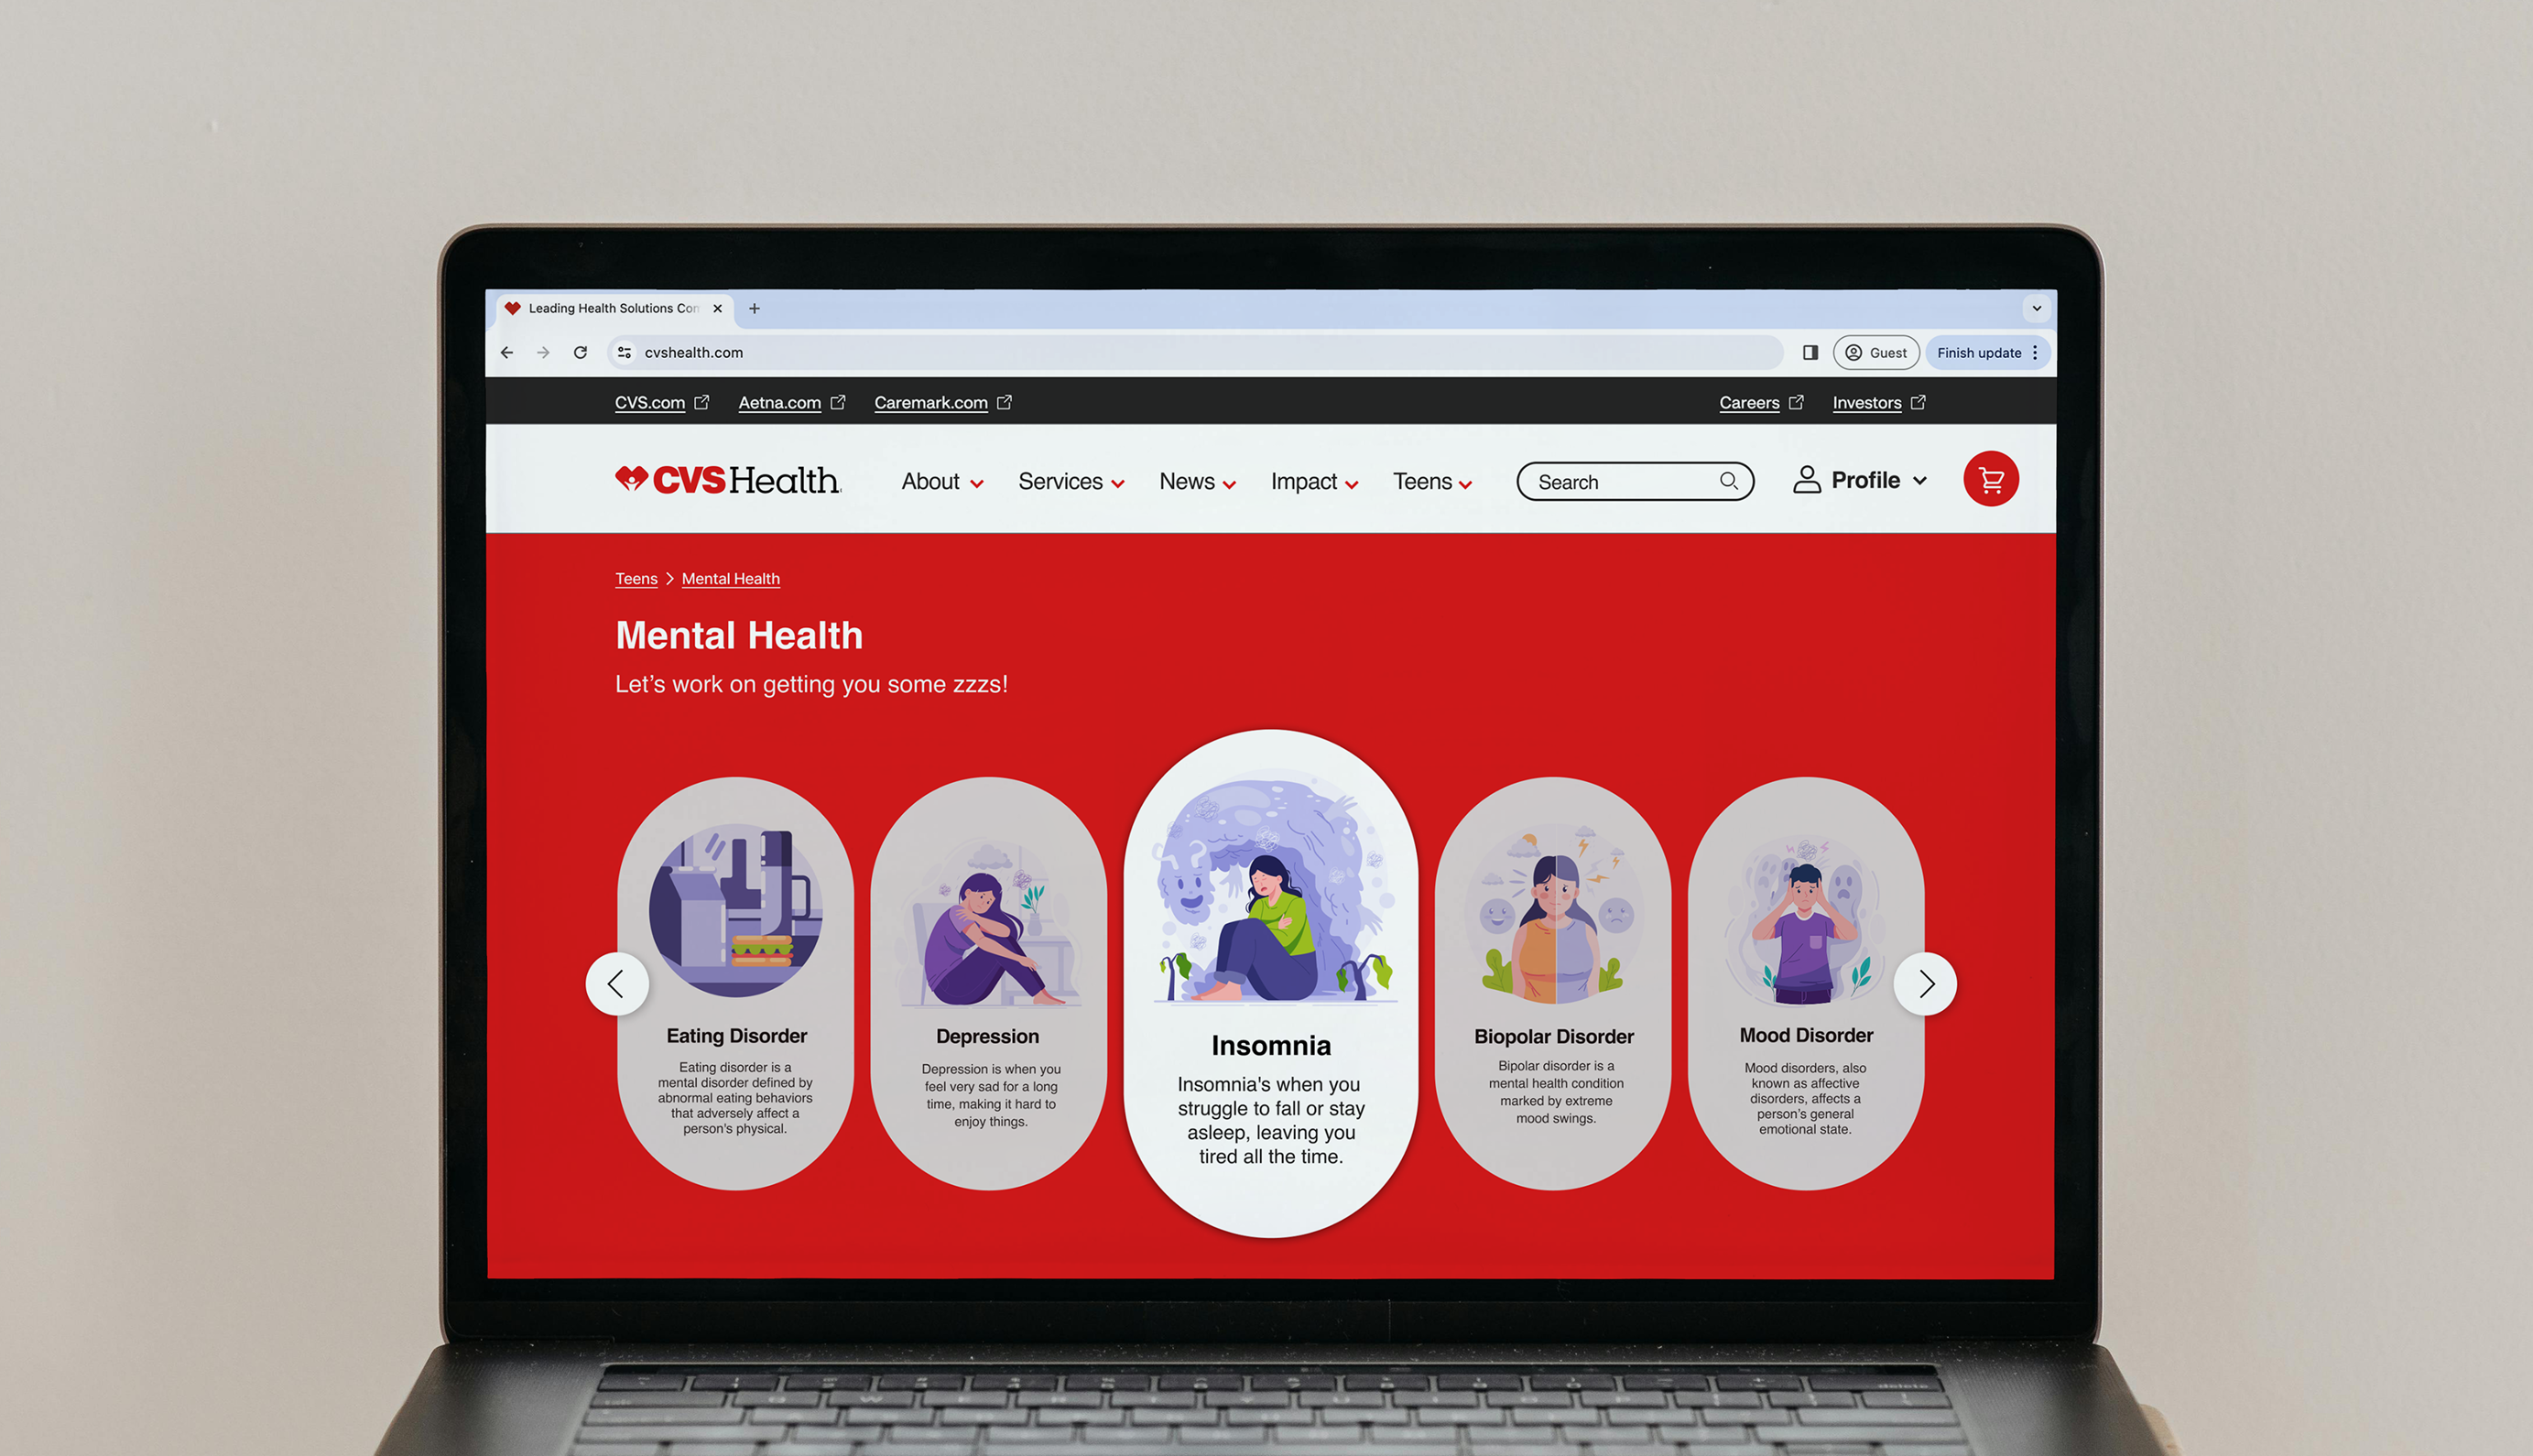 Leading Health Solutions Con
cvshealth.com
Guest
Finish update
CVS.com Aetna.com Caremark.com Careers Investors
CVS Health
About Services News Impact Teens Search Profile
Teens > Mental Health
Mental Health
Let's work on getting you some zzzs!
Eating Disorder
Eating disorder is a
mental disorder defined by
abnormal eating behaviors
that adversely affect a
person's physical.
Depression
Depression is when you
feel very sad for a long
time, making it hard to
enjoy things.
Insomnia
Insomnia's when you
struggle to fall or stay
asleep, leaving you
tired all the time.
Biopolar Disorder
Bipolar disorder is a
mental health condition
marked by extreme
mood swings.
Mood Disorder
Mood disorders, also
known as affective
disorders, affects a
person's general
emotional state.
delete